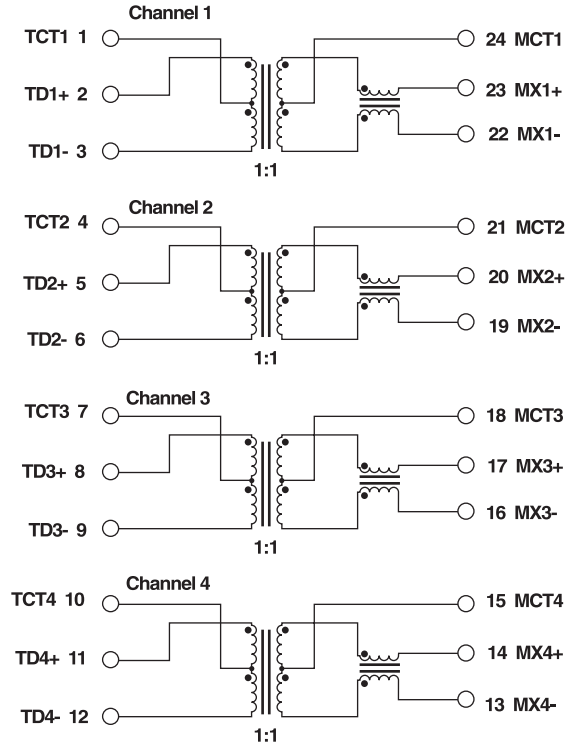 Channel 1
TCT1 1
24 MCT1
TD1+ 2
23 MX1+
22 MX1-
TD1- 3
1:1
Channel 2
TCT2 4
21 MCT2
TD2+ 5
20 MX2+
19 MX2-
TD2- 6
1:1
Channel 3
TCT3 7
18 MCT3
TD3+ 8
17 MX3+
16 MX3-
TD3- 9
1:1
Channel 4
TCT4 10
15 MCT4
TD4+ 11
14 MX4+
13 MX4-
TD4- 12
1:1